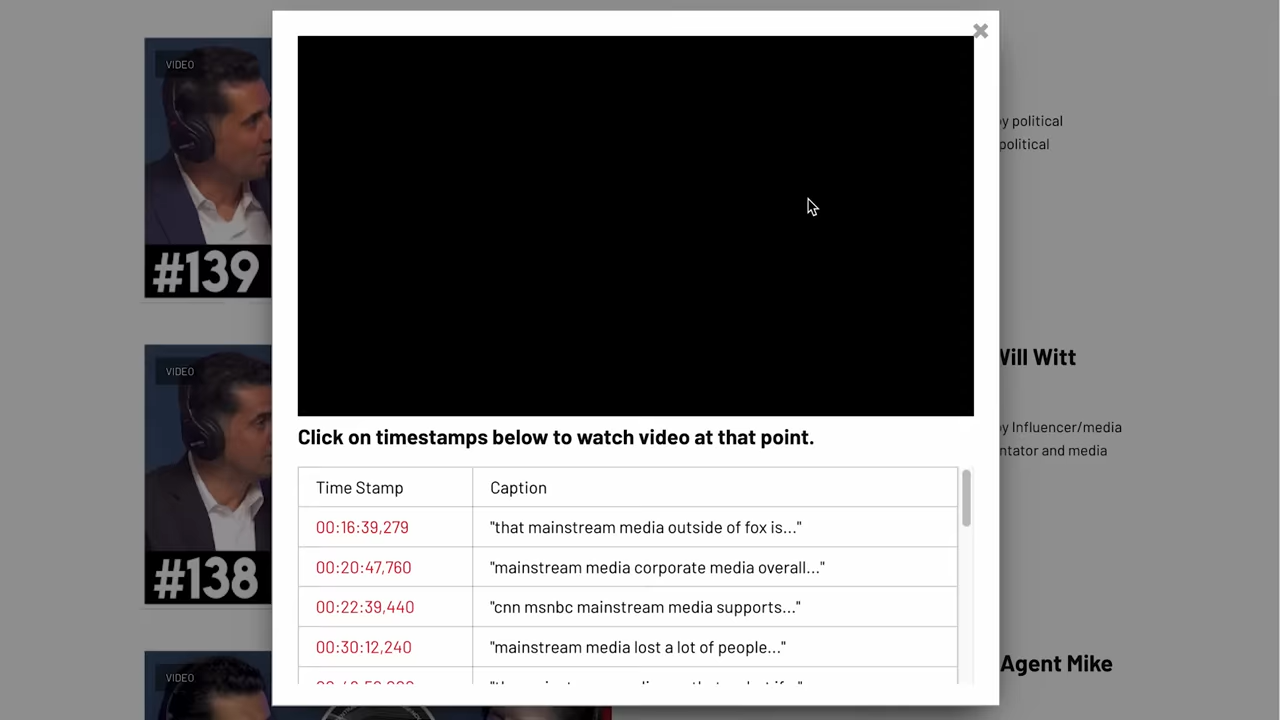 VIDEO
#139
y political
political
VIDEO
#138
Will Witt
y Influencer/media
ntator and media
VIDEO
Agent Mike
Click on timestamps below to watch video at that point.
Time Stamp Caption
00:16:39,279 "that mainstream media outside of fox is..."
00:20:47,760 "mainstream media corporate media overall..."
00:22:39,440 "cnn msnbc mainstream media supports..."
00:30:12,240 "mainstream media lost a lot of people..."